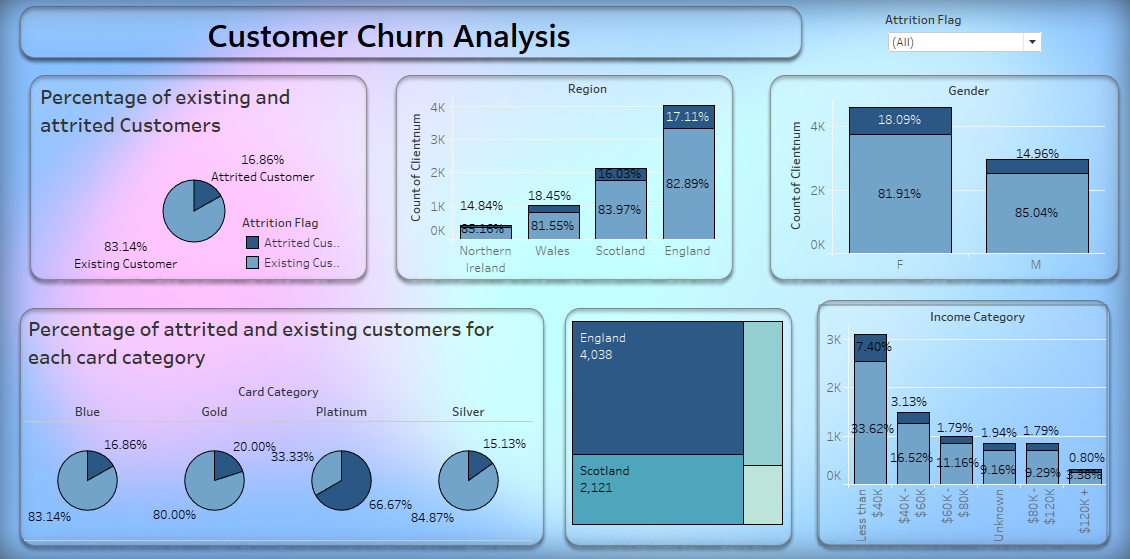 Customer Churn Analysis
Attrition Flag
(All)
Percentage of existing and
attrited Customers
16.86%
Attrited Customer
Attrition Flag
Attrited Cus..
Existing Cus..
83.14%
Existing Customer
Region
Count of Clientnum
4K
3K
2K
1K
0K
14.84%
85.16%
18.45%
81.55%
16.03%
83.97%
17.11%
82.89%
Northern
Ireland
Wales
Scotland
England
Gender
Count of Clientnum
4K
2K
0K
18.09%
81.91%
14.96%
85.04%
F
M
Percentage of attrited and existing customers for
each card category
Card Category
Blue
Gold
Platinum
Silver
16.86%
83.14%
20.00%
80.00%
33.33%
66.67%
15.13%
84.87%
England
4,038
Scotland
2,121
Income Category
3K
2K
1K
0K
7.40%
33.62%
3.13%
16.52%
1.79%
11.16%
1.94%
9.16%
1.79%
9.29%
0.80%
3.38%
Less than
$40K
$40K -
$60K
$60K -
$80K
Unknown
$80K -
$120K
$120K +